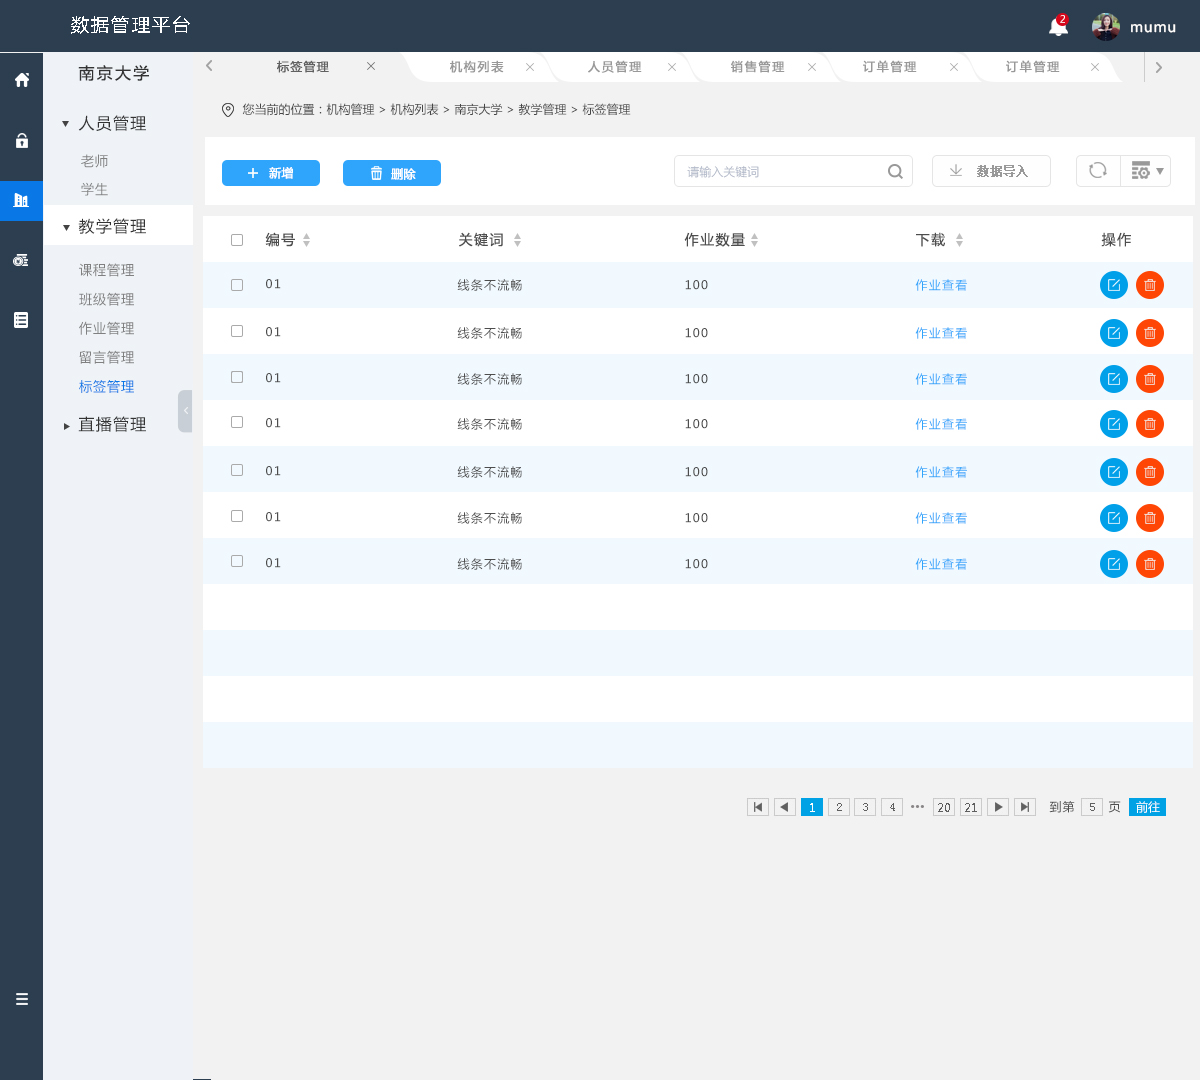 数据管理平台
2
mumu
南京大学
人员管理
老师
学生
教学管理
课程管理
班级管理
作业管理
留言管理
标签管理
直播管理
标签管理 机构列表 人员管理 销售管理 订单管理 订单管理
您当前的位置：机构管理 > 机构列表 > 南京大学 > 教学管理 > 标签管理
新增 删除 请输入关键词 数据导入
编号 关键词 作业数量 下载 操作
01 线条不流畅 100 作业查看
01 线条不流畅 100 作业查看
01 线条不流畅 100 作业查看
01 线条不流畅 100 作业查看
01 线条不流畅 100 作业查看
01 线条不流畅 100 作业查看
01 线条不流畅 100 作业查看
1 2 3 4 ••• 20 21 到第 5 页 前往